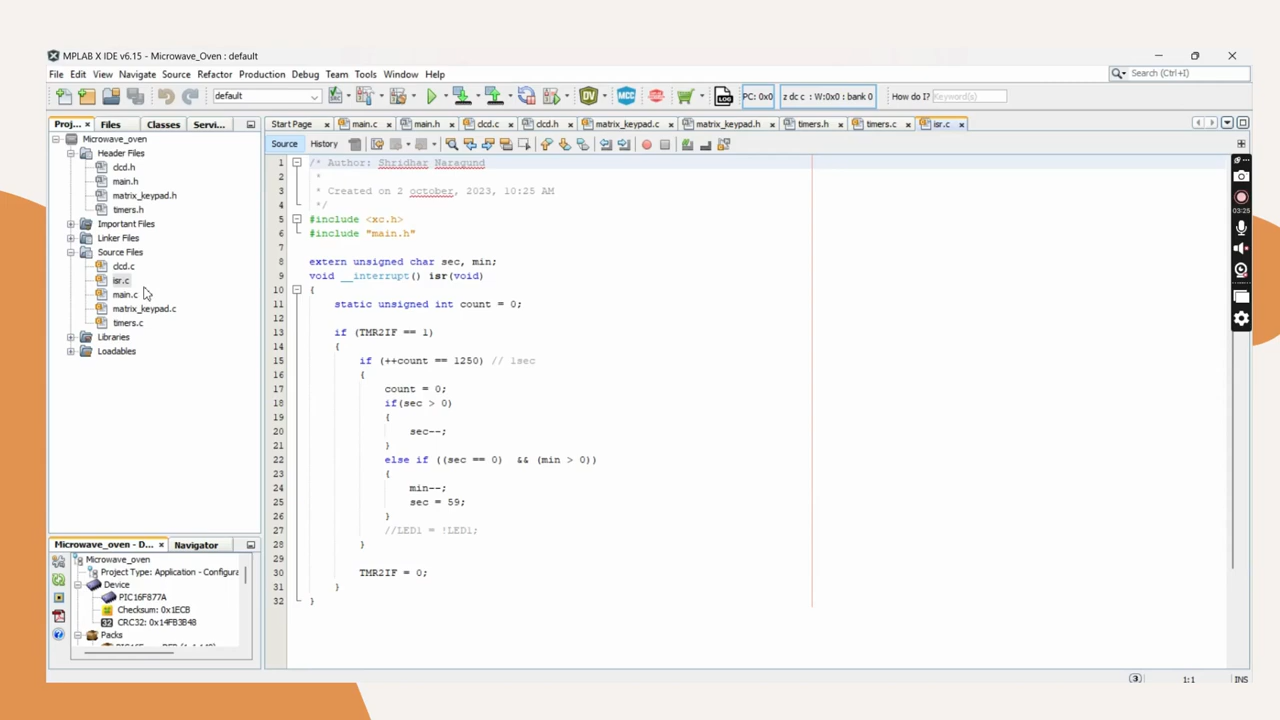 MPLAB X IDE v6.15 - Microwave_Oven : default
File Edit View Navigate Source Refactor Production Debug Team Tools Window Help
Search (Ctrl+I)
default
DV
MCC
LOG
PC: 0x0
z dc c : W:0x0 : bank 0
How do I?
Keyword(s)
Proj...
Files
Classes
Servi...
Start Page
main.c
main.h
clcd.c
clcd.h
matrix_keypad.c
matrix_keypad.h
timers.h
timers.c
isr.c
Source
History
Microwave_oven
Header Files
clcd.h
main.h
matrix_keypad.h
timers.h
Important Files
Linker Files
Source Files
clcd.c
isr.c
main.c
matrix_keypad.c
timers.c
Libraries
Loadables
1 /* Author: Shridhar Naragund
2 *
3 * Created on 2 october, 2023, 10:25 AM
4 */
5 #include <xc.h>
6 #include "main.h"
7
8 extern unsigned char sec, min;
9 void __interrupt() isr(void)
10 {
11 static unsigned int count = 0;
12
13 if (TMR2IF == 1)
14 {
15 if (++count == 1250) // 1sec
16 {
17 count = 0;
18 if(sec > 0)
19 {
20 sec--;
21 }
22 else if ((sec == 0) && (min > 0))
23 {
24 min--;
25 sec = 59;
26 }
27 //LED1 = !LED1;
28 }
29
30 TMR2IF = 0;
31 }
32 }
03:25
Microwave_oven - D...
Navigator
Microwave_oven
Project Type: Application - Configura
Device
PIC16F877A
Checksum: 0x1ECB
CRC32: 0x14FB3B48
Packs
3
1:1
INS